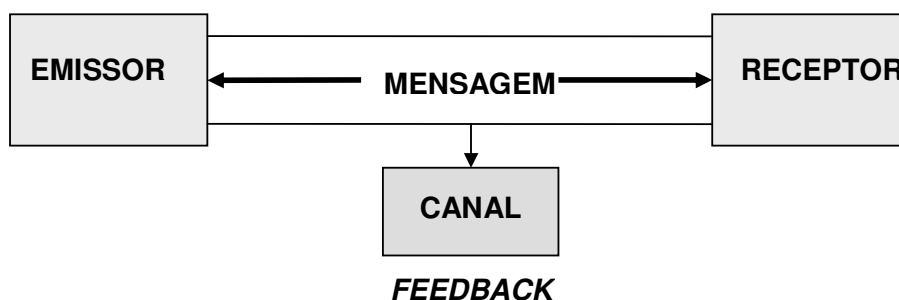 EMISSOR
MENSAGEM
RECEPTOR
CANAL
FEEDBACK